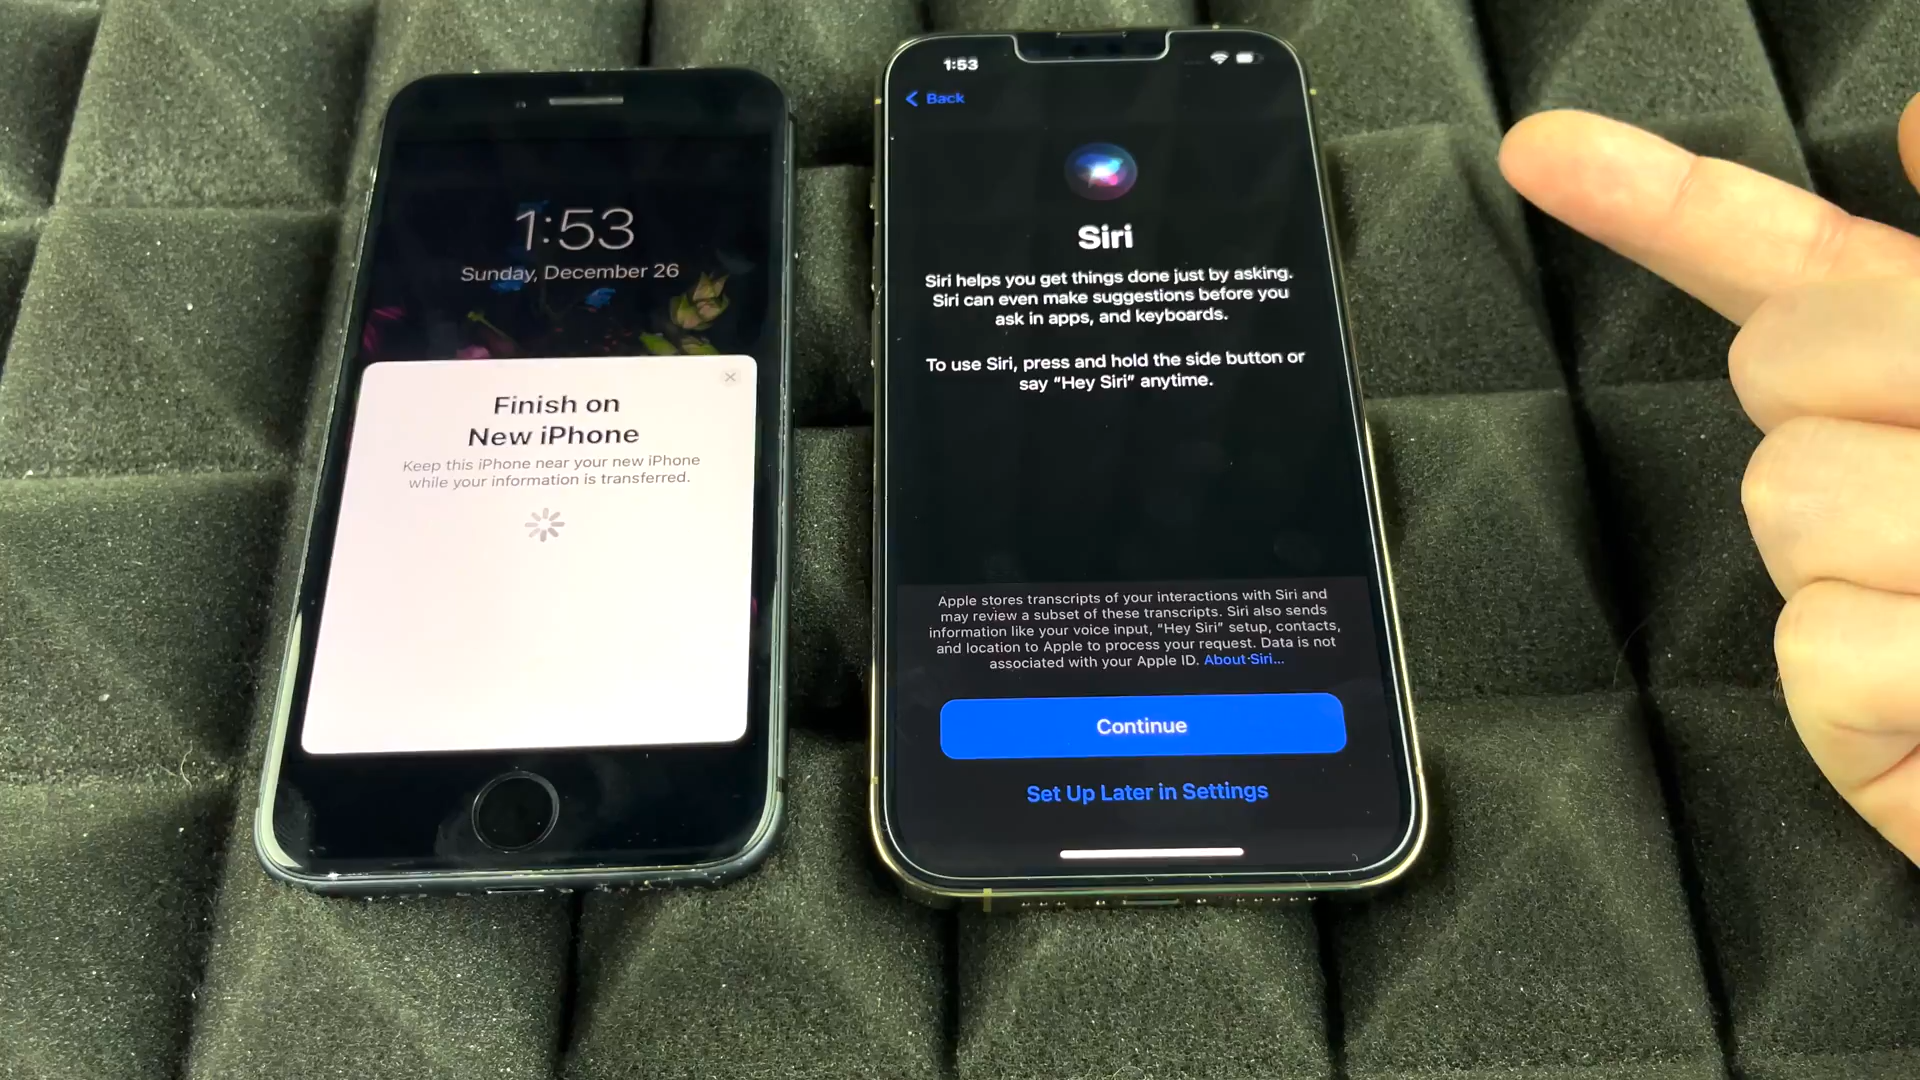 1:53
Sunday, December 26
Finish on
New iPhone
Keep this iPhone near your new iPhone
while your information is transferred.
1:53
Back
Siri
Siri helps you get things done just by asking.
Siri can even make suggestions before you
ask in apps, and keyboards.
To use Siri, press and hold the side button or
say “Hey Siri” anytime.
Apple stores transcripts of your interactions with Siri and
may review a subset of these transcripts. Siri also sends
information like your voice input, “Hey Siri” setup, contacts,
and location to Apple to process your request. Data is not
associated with your Apple ID. About Siri...
Continue
Set Up Later in Settings